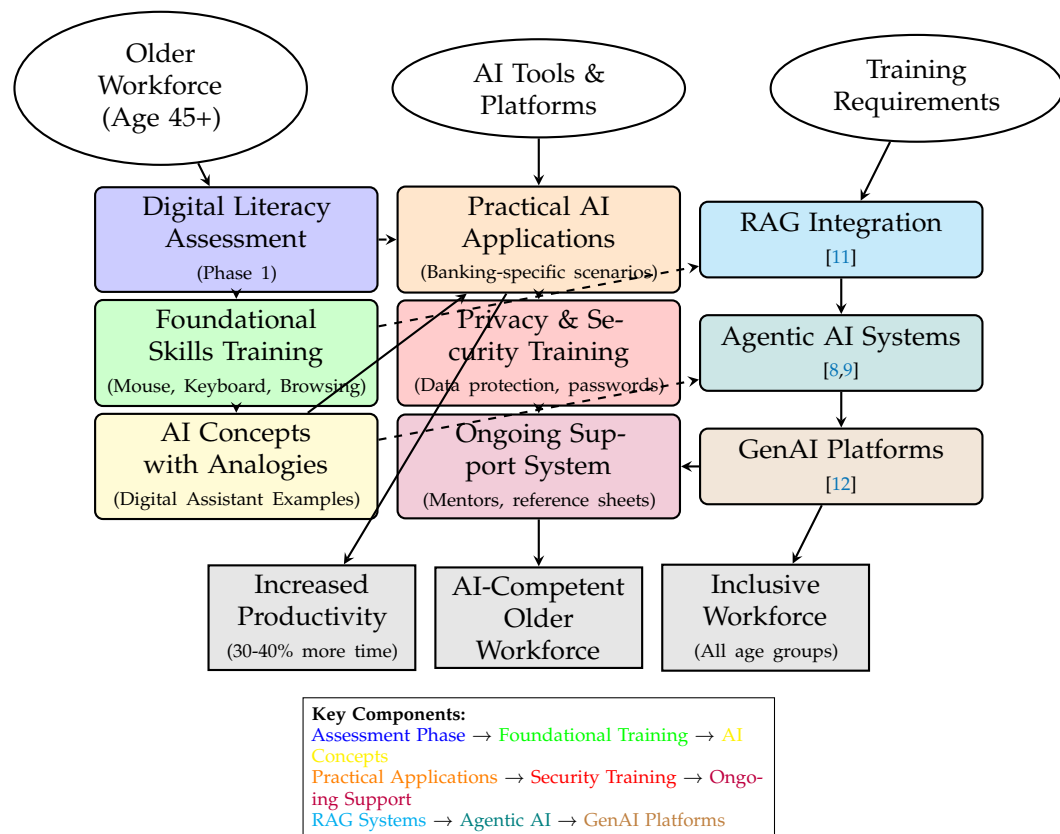 Older
Workforce
(Age 45+)
AI Tools &
Platforms
Training
Requirements
Digital Literacy
Assessment
(Phase 1)
Practical AI
Applications
(Banking-specific scenarios)
RAG Integration
[11]
Foundational
Skills Training
(Mouse, Keyboard, Browsing)
Privacy & Se-
curity Training
(Data protection, passwords)
Agentic AI Systems
[8,9]
AI Concepts
with Analogies
(Digital Assistant Examples)
Ongoing Sup-
port System
(Mentors, reference sheets)
GenAI Platforms
[12]
Increased
Productivity
(30-40% more time)
AI-Competent
Older
Workforce
Inclusive
Workforce
(All age groups)
Key Components:
Assessment Phase → Foundational Training → AI
Concepts
Practical Applications → Security Training → Ongo-
ing Support
RAG Systems → Agentic AI → GenAI Platforms